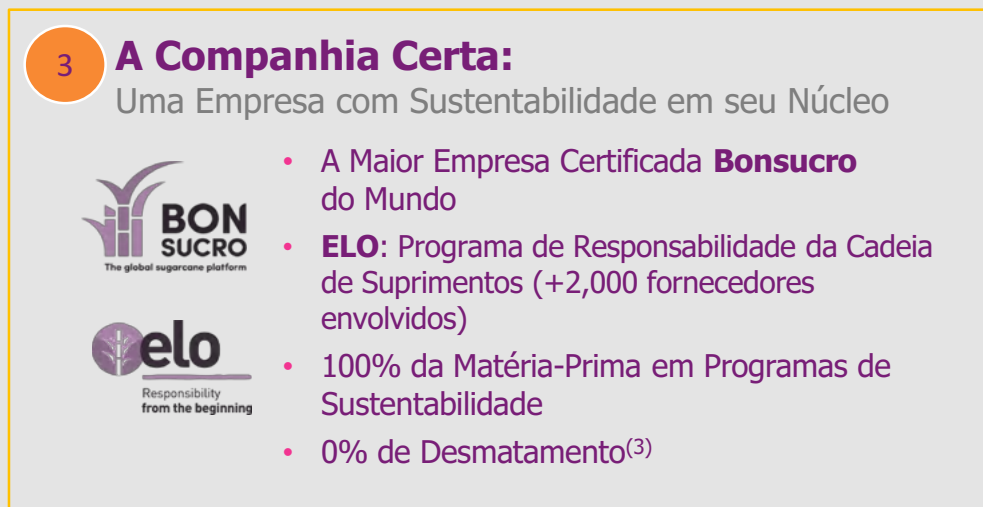 3
A Companhia Certa:
Uma Empresa com Sustentabilidade em seu Núcleo
BON
SUCRO
The global sugarcane platform
• A Maior Empresa Certificada Bonsucro
do Mundo
• ELO: Programa de Responsabilidade da Cadeia
de Suprimentos (+2,000 fornecedores
envolvidos)
elo
Responsibility
from the beginning
• 100% da Matéria-Prima em Programas de
Sustentabilidade
• 0% de Desmatamento(3)